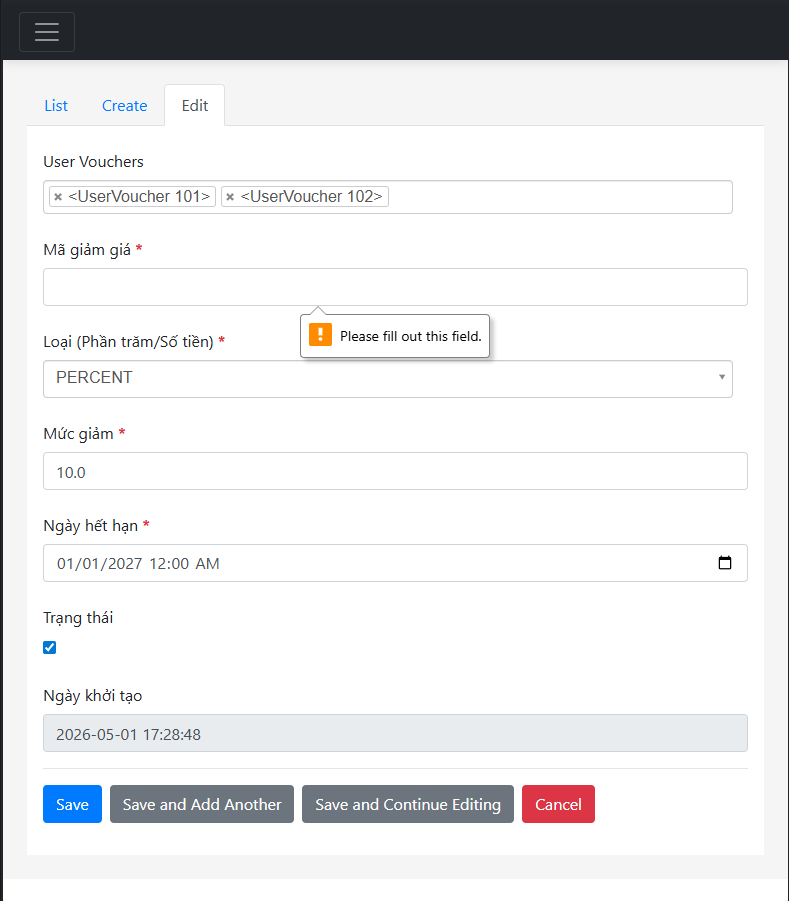 List Create Edit
User Vouchers
× <UserVoucher 101> × <UserVoucher 102>
Mã giảm giá *
Please fill out this field.
Loại (Phần trăm/Số tiền) *
PERCENT
Mức giảm *
10.0
Ngày hết hạn *
01/01/2027 12:00 AM
Trạng thái
Ngày khởi tạo
2026-05-01 17:28:48
Save Save and Add Another Save and Continue Editing Cancel